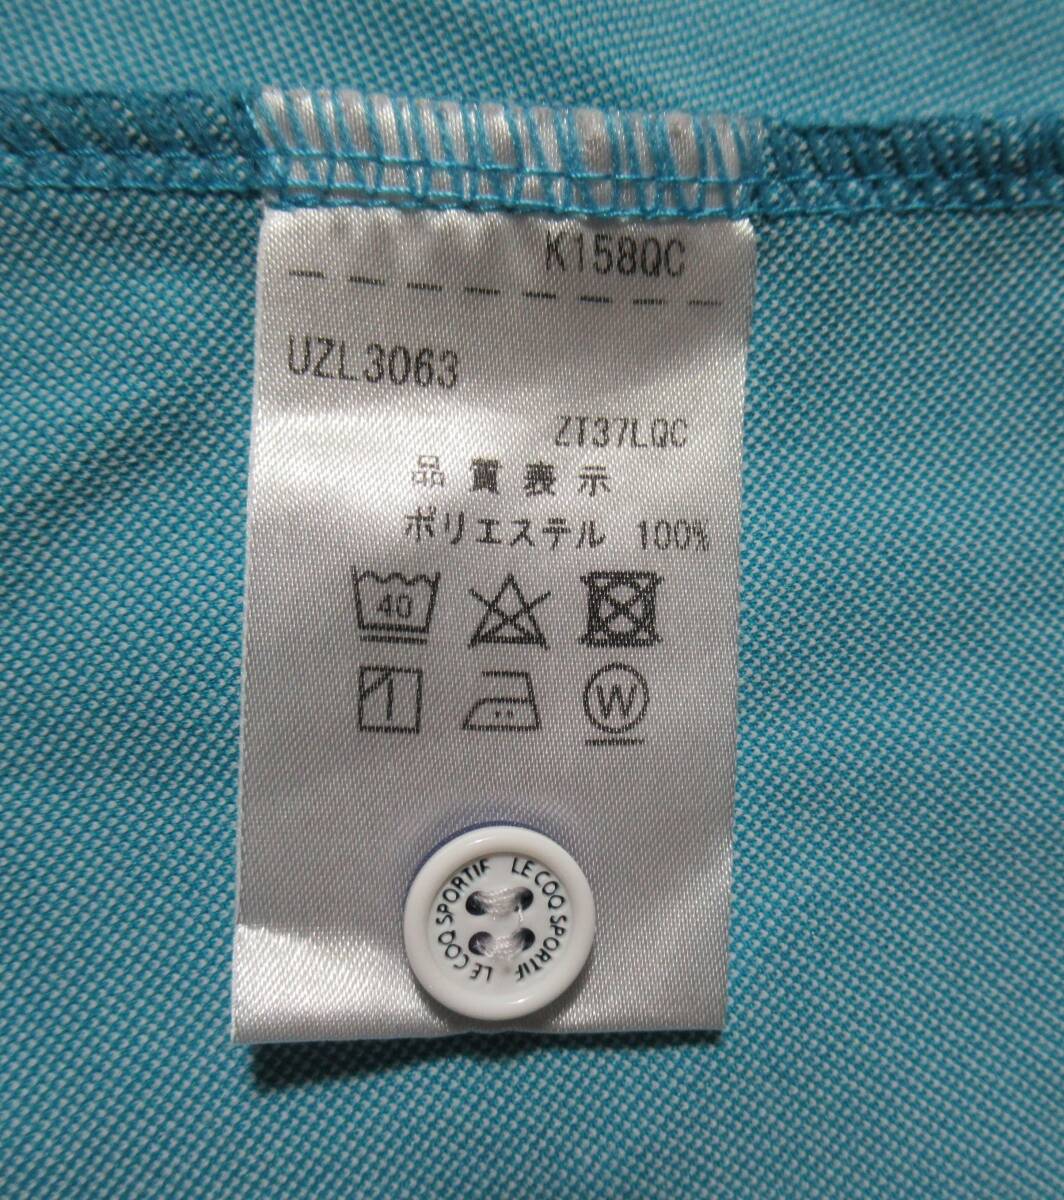 K158QC
UZL3063
ZT37LQC
品質表示
ポリエステル 100%
40
W
LE COQ SPORTIF LE COQ SPORTIF